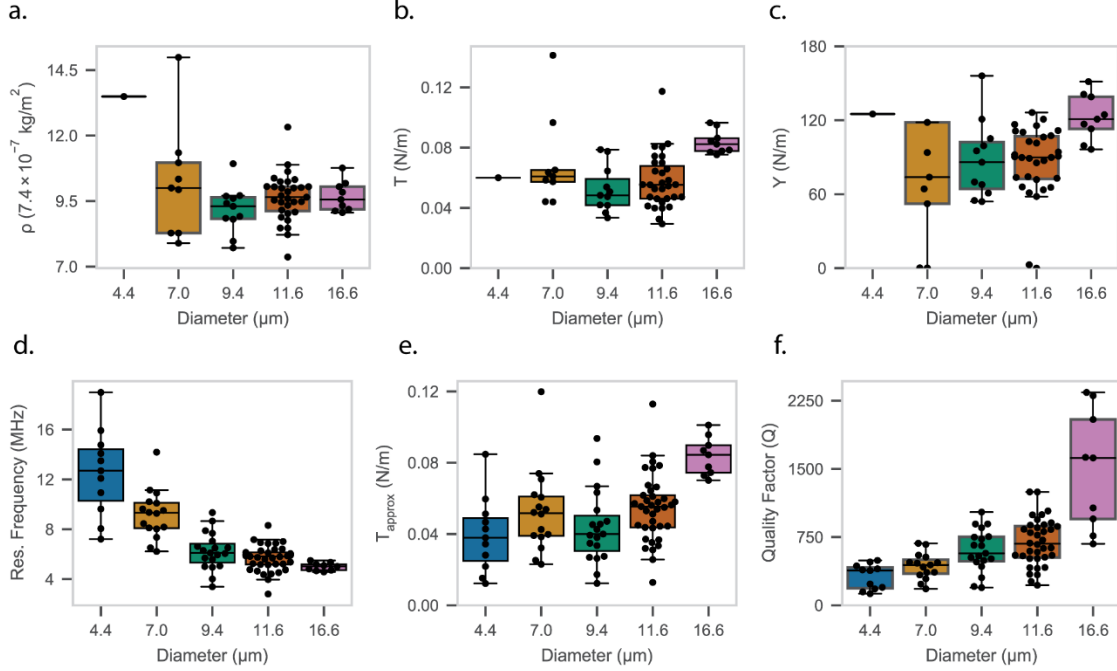 a.
ρ (7.4 × 10⁻⁷ kg/m²)
14.5
12.0
9.5
7.0
4.4 7.0 9.4 11.6 16.6
Diameter (μm)
b.
T (N/m)
0.12
0.08
0.04
0.00
4.4 7.0 9.4 11.6 16.6
Diameter (μm)
c.
Y (N/m)
180
120
60
0
4.4 7.0 9.4 11.6 16.6
Diameter (μm)
d.
Res. Frequency (MHz)
16
12
8
4
4.4 7.0 9.4 11.6 16.6
Diameter (μm)
e.
Tapprox (N/m)
0.12
0.08
0.04
0.00
4.4 7.0 9.4 11.6 16.6
Diameter (μm)
f.
Quality Factor (Q)
2250
1500
750
0
4.4 7.0 9.4 11.6 16.6
Diameter (μm)